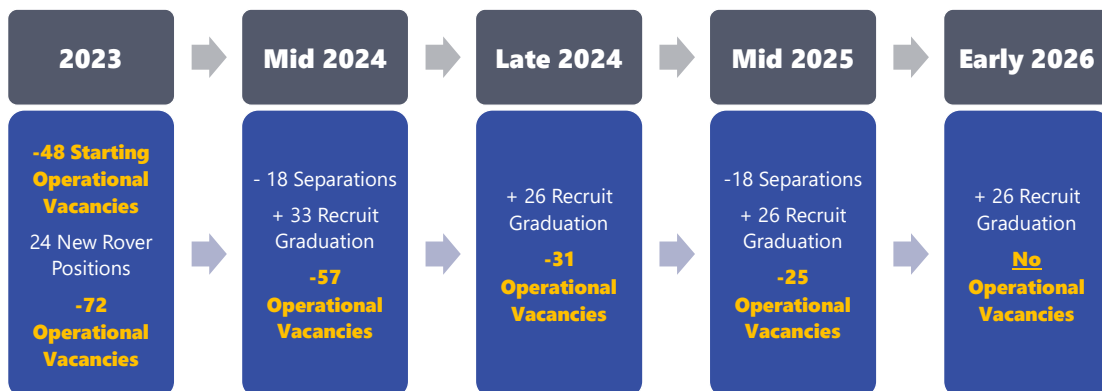 2023
Mid 2024
Late 2024
Mid 2025
Early 2026
-48 Starting
Operational
Vacancies
24 New Rover
Positions
-72
Operational
Vacancies
- 18 Separations
+ 33 Recruit
Graduation
-57
Operational
Vacancies
+ 26 Recruit
Graduation
-31
Operational
Vacancies
-18 Separations
+ 26 Recruit
Graduation
-25
Operational
Vacancies
+ 26 Recruit
Graduation
No
Operational
Vacancies